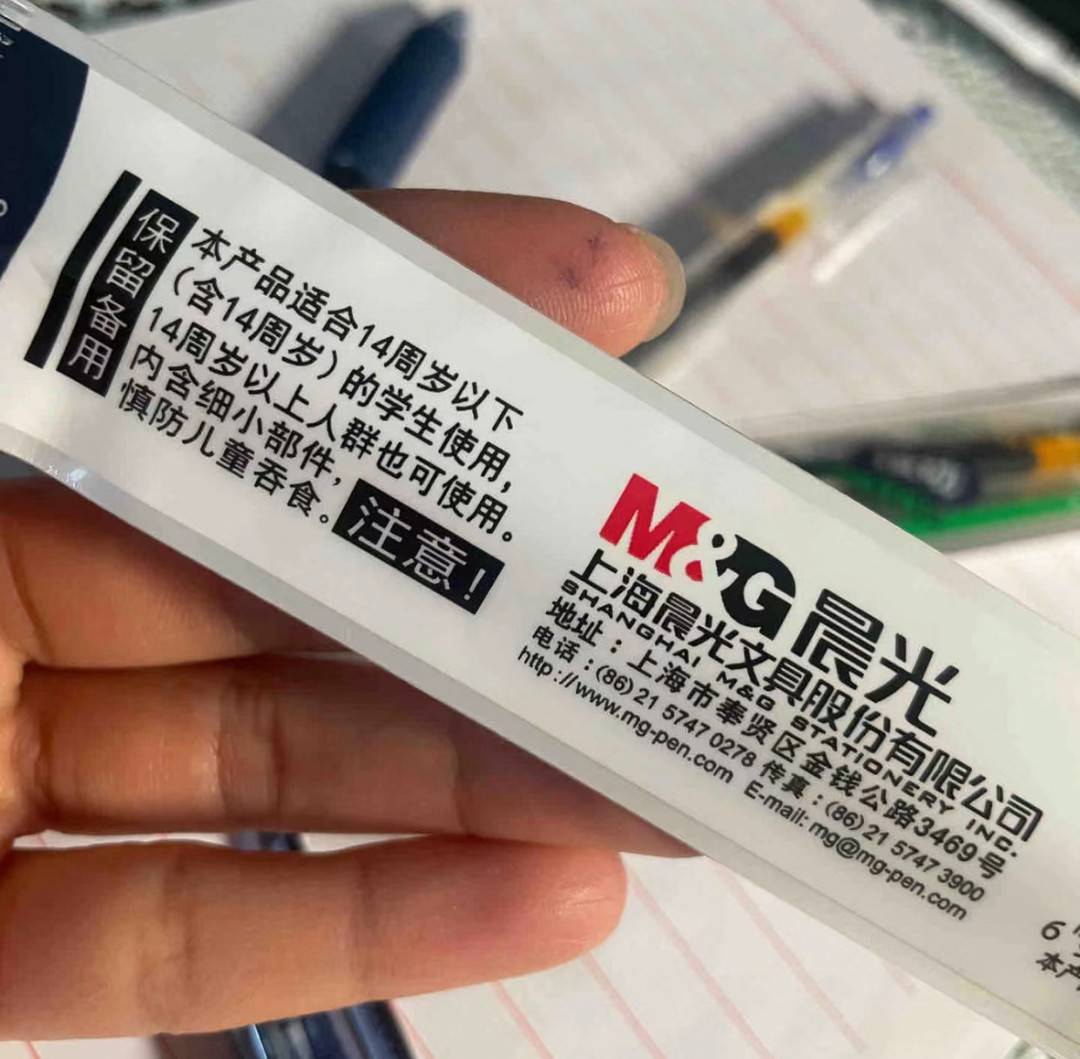 保留备用
本产品适合14周岁以下
（含14周岁）的学生使用，
14周岁以上人群也可使用。
内含细小部件，
慎防儿童吞食。
注意！
M&G 晨光
上海晨光文具股份有限公司
SHANGHAI M&G STATIONERY INC.
地址：上海市奉贤区金钱公路3469号
电话：(86) 21 5747 0278 传真：(86) 21 5747 3900
http://www.mg-pen.com E-mail: mg@mg-pen.com
6
本产